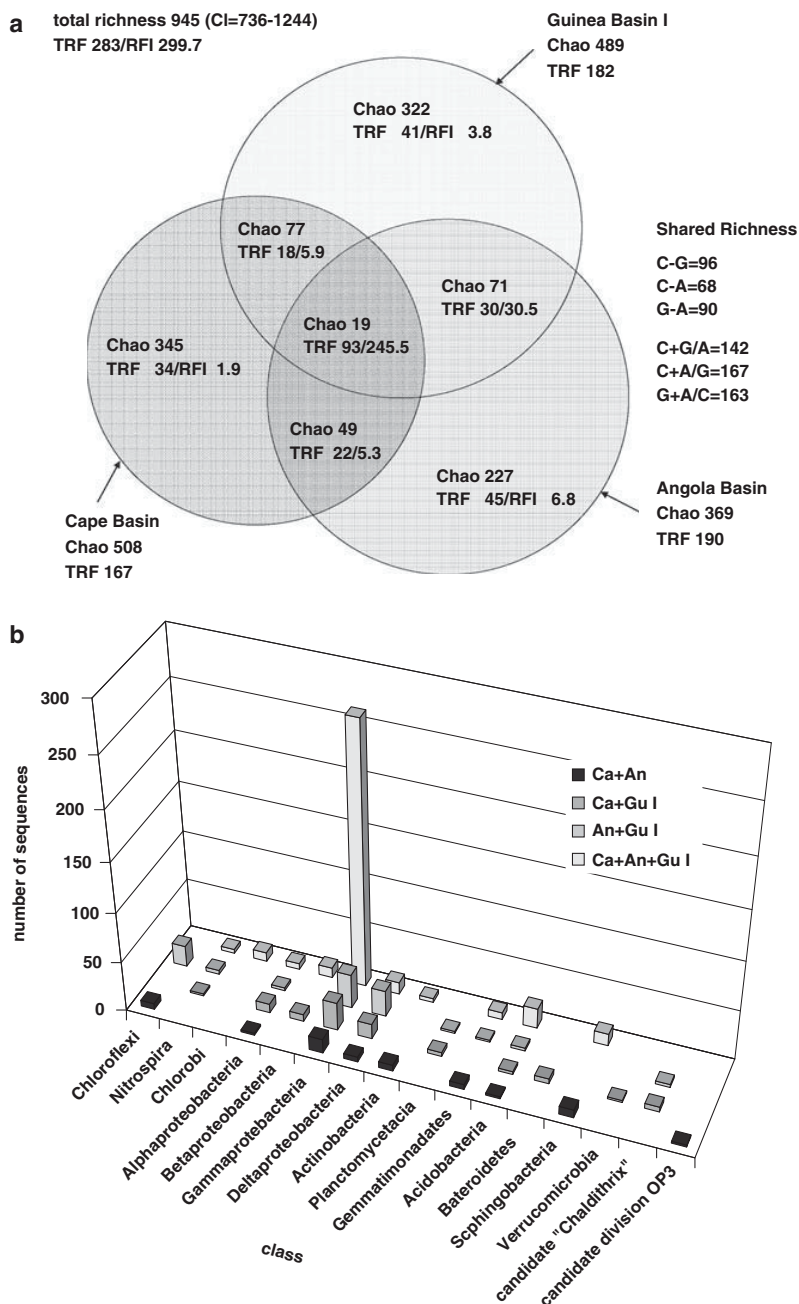 a
total richness 945 (CI=736-1244)
TRF 283/RFI 299.7
Guinea Basin I
Chao 489
TRF 182
Chao 322
TRF 41/RFI 3.8
Chao 77
TRF 18/5.9
Chao 71
TRF 30/30.5
Chao 19
TRF 93/245.5
Chao 345
TRF 34/RFI 1.9
Chao 49
TRF 22/5.3
Chao 227
TRF 45/RFI 6.8
Shared Richness
C-G=96
C-A=68
G-A=90
C+G/A=142
C+A/G=167
G+A/C=163
Cape Basin
Chao 508
TRF 167
Angola Basin
Chao 369
TRF 190
b
number of sequences
300
250
200
150
100
50
0
Ca+An
Ca+Gu I
An+Gu I
Ca+An+Gu I
Chloroflexi
Nitrospira
Chlorobi
Alphaproteobacteria
Betaproteobacteria
Gammaprotebacteria
Deltaproteobacteria
Actinobacteria
Planctomycetacia
Gemmatimonadates
Acidobacteria
Bateroidetes
Scphingobacteria
Verrucomicrobia
candidate "Chaldithrix"
candidate division OP3
class